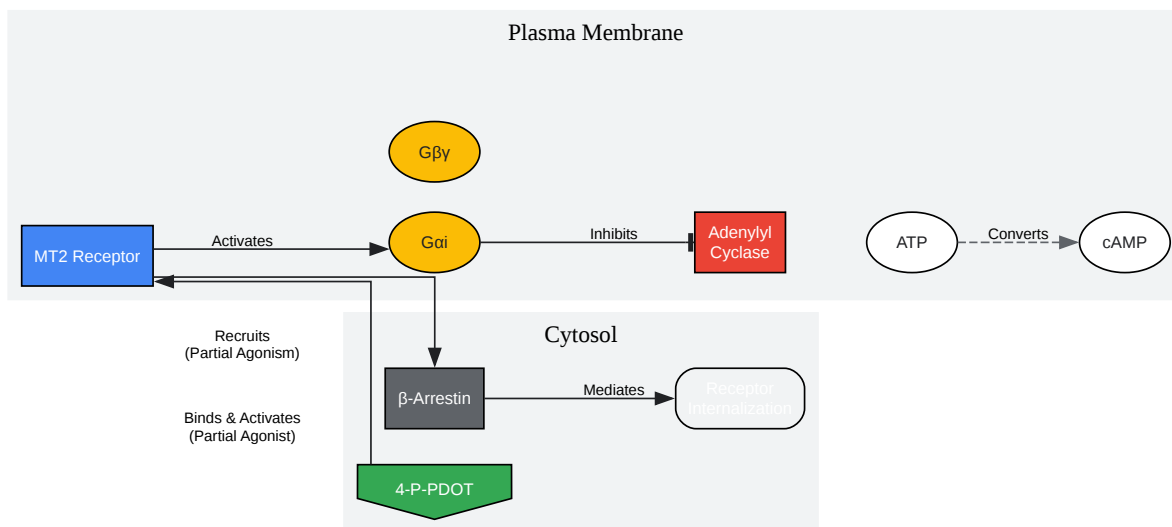 Plasma Membrane
Gβγ
MT2 Receptor
Activates
Gαi
Inhibits
Adenylyl
Cyclase
ATP
Converts
cAMP
Recruits
(Partial Agonism)
Cytosol
β-Arrestin
Mediates
Receptor
Internalization
Binds & Activates
(Partial Agonist)
4-P-PDOT